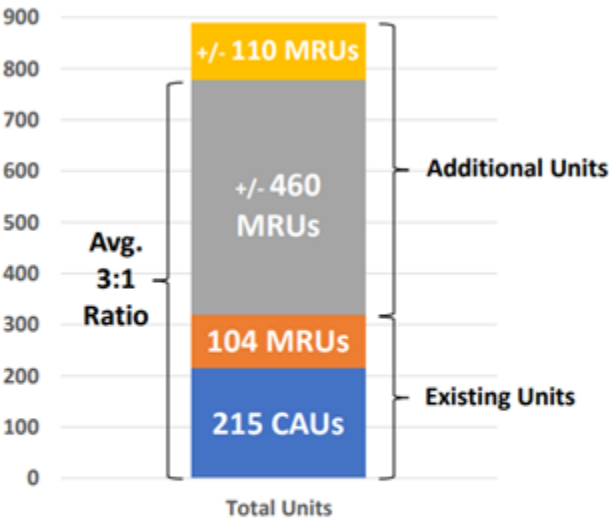 900
800
700
600
500
400
300
200
100
0
+/- 110 MRUs
+/- 460
MRUs
104 MRUs
215 CAUs
Avg.
3:1
Ratio
Additional Units
Existing Units
Total Units